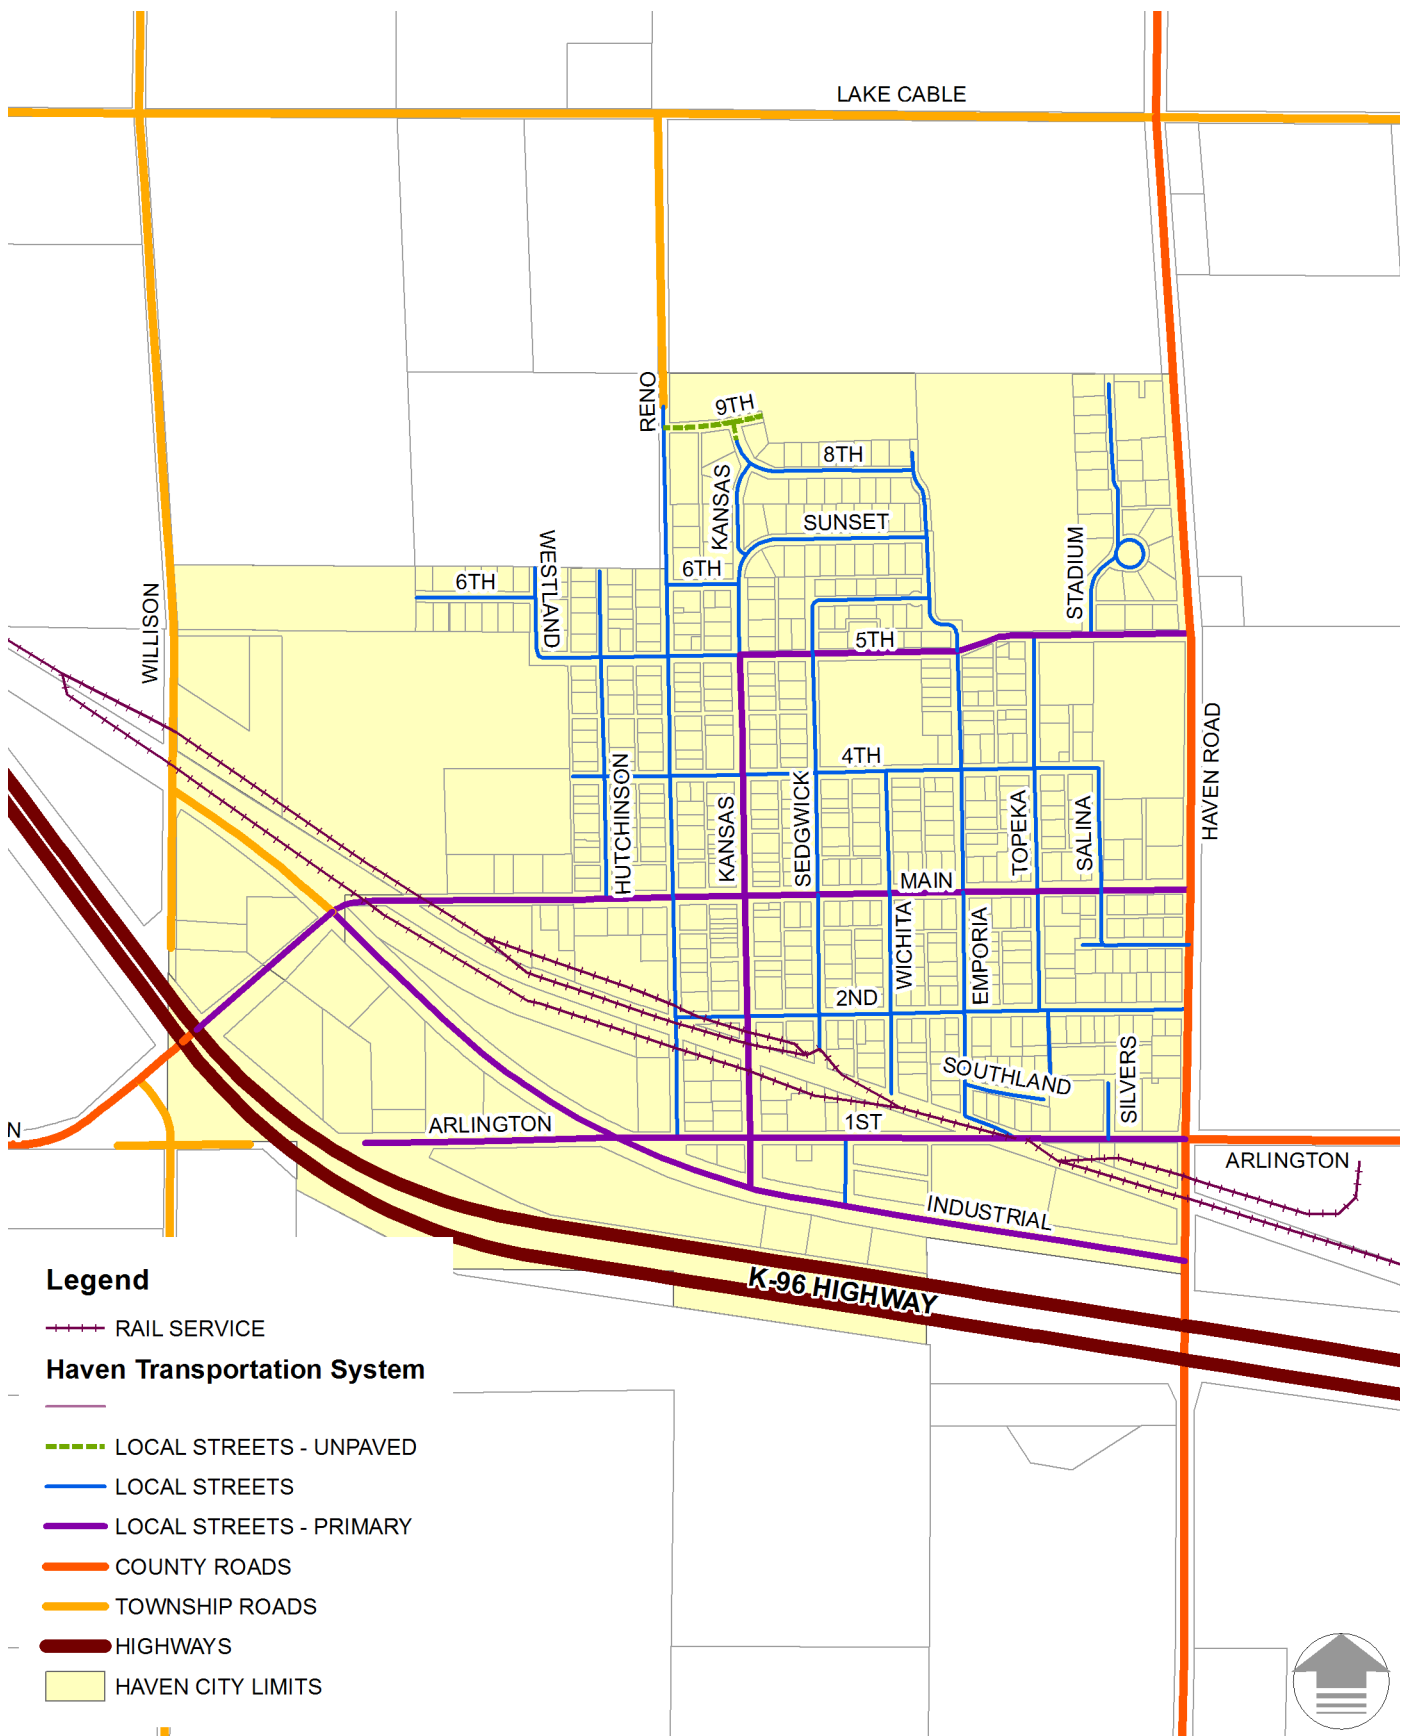 LAKE CABLE
RENO
9TH
8TH
KANSAS
SUNSET
WESTLAND
6TH
6TH
STADIUM
WILLISON
5TH
HAVEN ROAD
4TH
HUTCHINSON
KANSAS
SEDGWICK
TOPEKA
SALINA
MAIN
WICHITA
EMPORIA
2ND
SOUTHLAND
SILVERS
N
ARLINGTON
1ST
ARLINGTON
INDUSTRIAL
K-96 HIGHWAY
Legend
RAIL SERVICE
Haven Transportation System
LOCAL STREETS - UNPAVED
LOCAL STREETS
LOCAL STREETS - PRIMARY
COUNTY ROADS
TOWNSHIP ROADS
HIGHWAYS
HAVEN CITY LIMITS